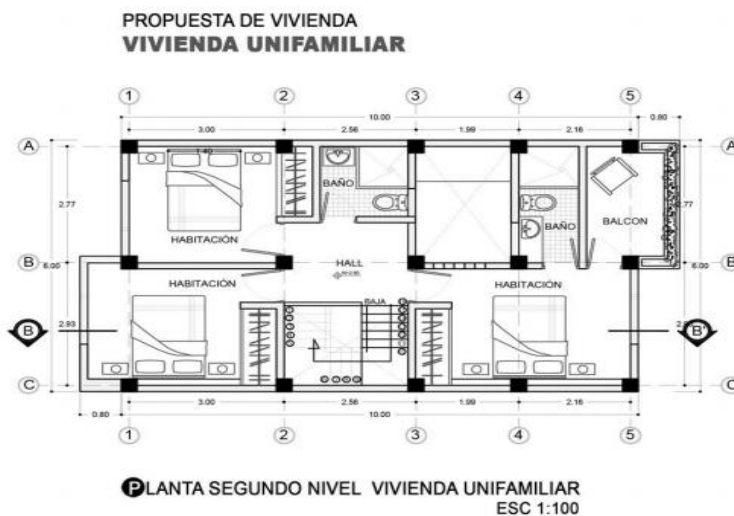 PROPUESTA DE VIVIENDA
VIVIENDA UNIFAMILIAR
1 2 3 4 5
10.00 0.80
3.00 2.56 1.99 2.16
A A
1.40
BAÑO
2.77 BAÑO BALCON 2.77
HABITACIÓN
HALL
B B
6.00 6.00
HABITACIÓN HABITACIÓN
BAJA
B 2.93 B'
C C
3.00 2.56 1.99 2.16
0.80 10.00
1 2 3 4 5
PLANTA SEGUNDO NIVEL VIVIENDA UNIFAMILIAR
ESC 1:100